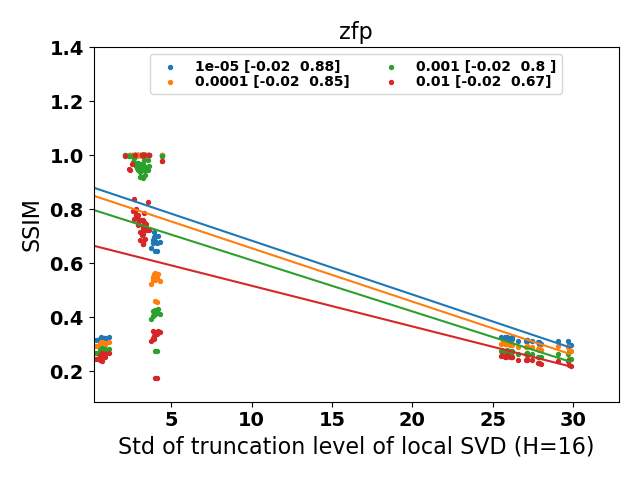 zfp
1e-05 [-0.02  0.88]
0.0001 [-0.02  0.85]
0.001 [-0.02  0.8 ]
0.01 [-0.02  0.67]
SSIM
1.4
1.2
1.0
0.8
0.6
0.4
0.2
5 10 15 20 25 30
Std of truncation level of local SVD (H=16)